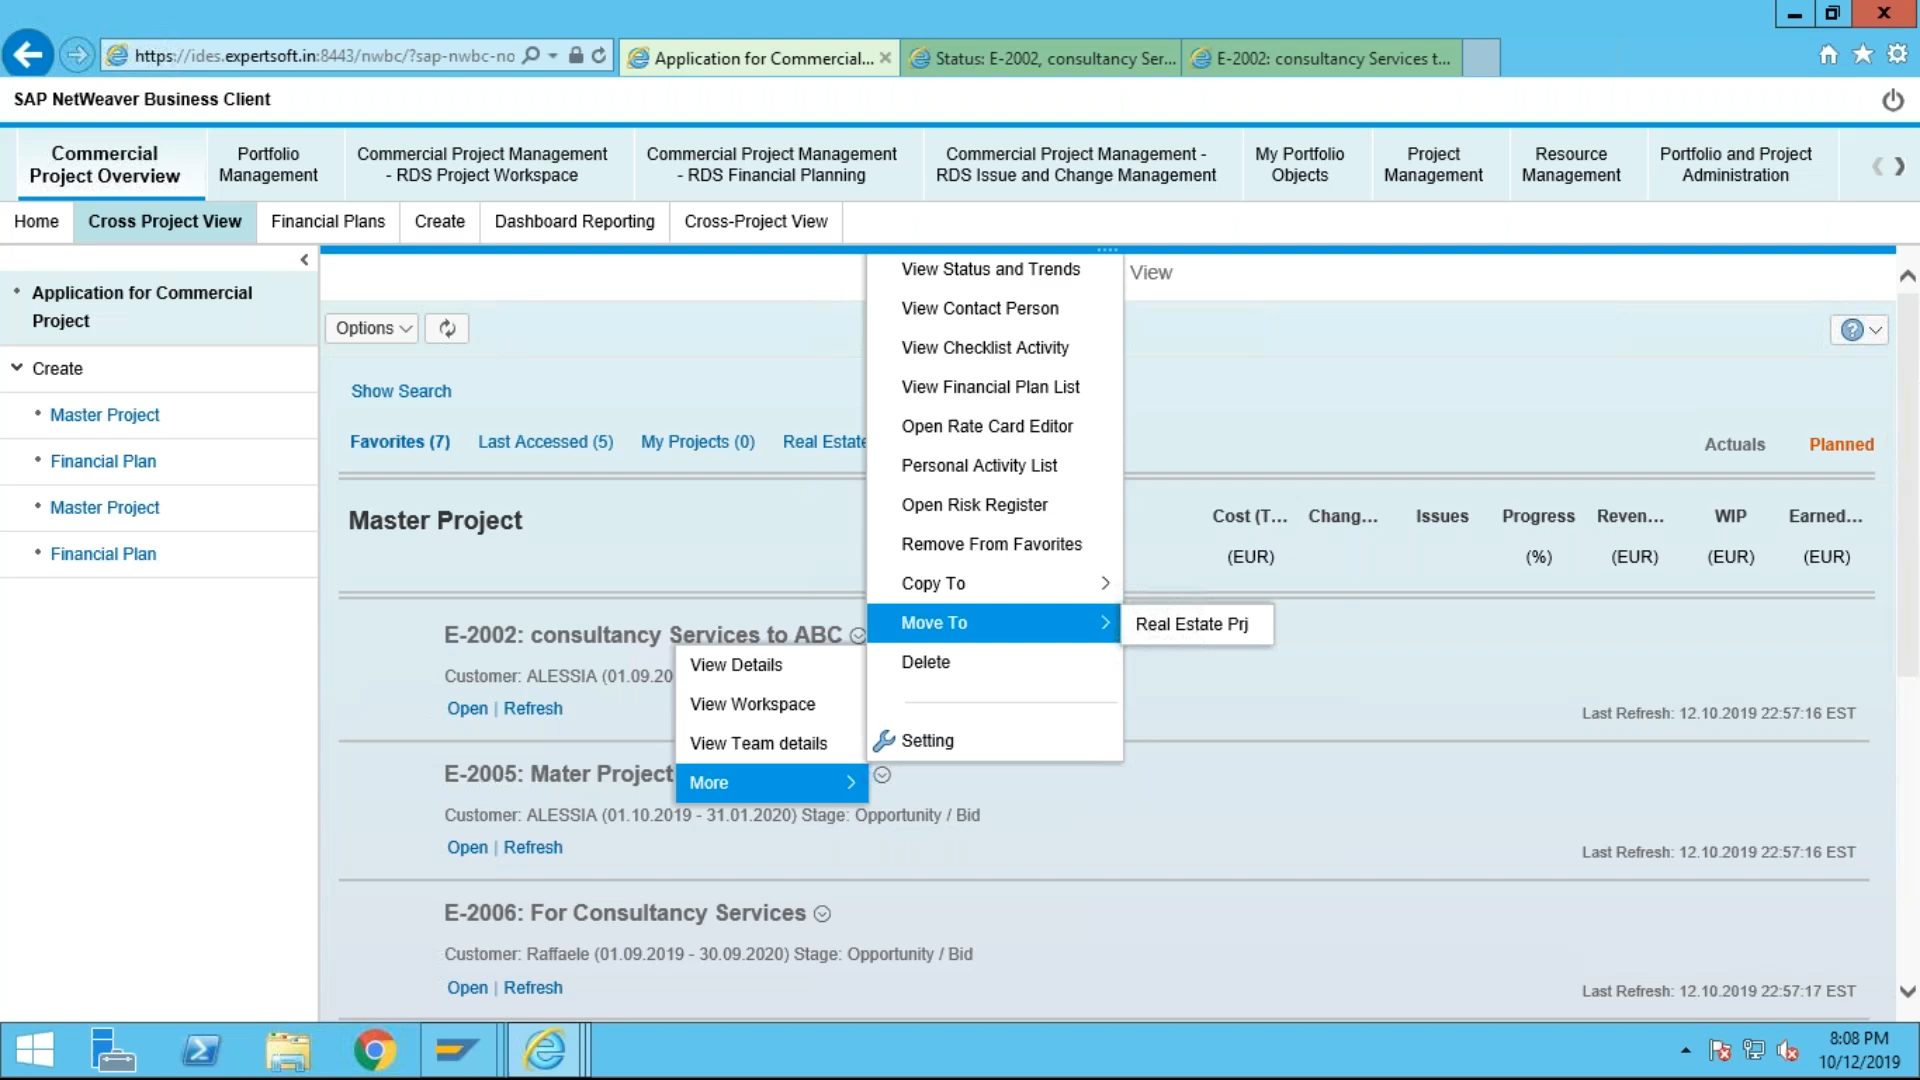 https://ides.expertsoft.in:8443/nwbc/?sap-nwbc-no
Application for Commercial...
Status: E-2002, consultancy Ser...
E-2002: consultancy Services t...
SAP NetWeaver Business Client
Commercial
Project Overview
Portfolio
Management
Commercial Project Management
- RDS Project Workspace
Commercial Project Management
- RDS Financial Planning
Commercial Project Management -
RDS Issue and Change Management
My Portfolio
Objects
Project
Management
Resource
Management
Portfolio and Project
Administration
Home
Cross Project View
Financial Plans
Create
Dashboard Reporting
Cross-Project View
Application for Commercial
Project
Create
Master Project
Financial Plan
Master Project
Financial Plan
View
Options
Show Search
Favorites (7)
Last Accessed (5)
My Projects (0)
Real Estate
Actuals
Planned
Master Project
Cost (T...
Chang...
Issues
Progress
Reven...
WIP
Earned...
(EUR)
(%)
(EUR)
(EUR)
(EUR)
View Status and Trends
View Contact Person
View Checklist Activity
View Financial Plan List
Open Rate Card Editor
Personal Activity List
Open Risk Register
Remove From Favorites
Copy To
Move To
Real Estate Prj
Delete
Setting
E-2002: consultancy Services to ABC
Customer: ALESSIA (01.09.20
Open | Refresh
Last Refresh: 12.10.2019 22:57:16 EST
View Details
View Workspace
View Team details
More
E-2005: Mater Project
Customer: ALESSIA (01.10.2019 - 31.01.2020) Stage: Opportunity / Bid
Open | Refresh
Last Refresh: 12.10.2019 22:57:16 EST
E-2006: For Consultancy Services
Customer: Raffaele (01.09.2019 - 30.09.2020) Stage: Opportunity / Bid
Open | Refresh
Last Refresh: 12.10.2019 22:57:17 EST
8:08 PM
10/12/2019